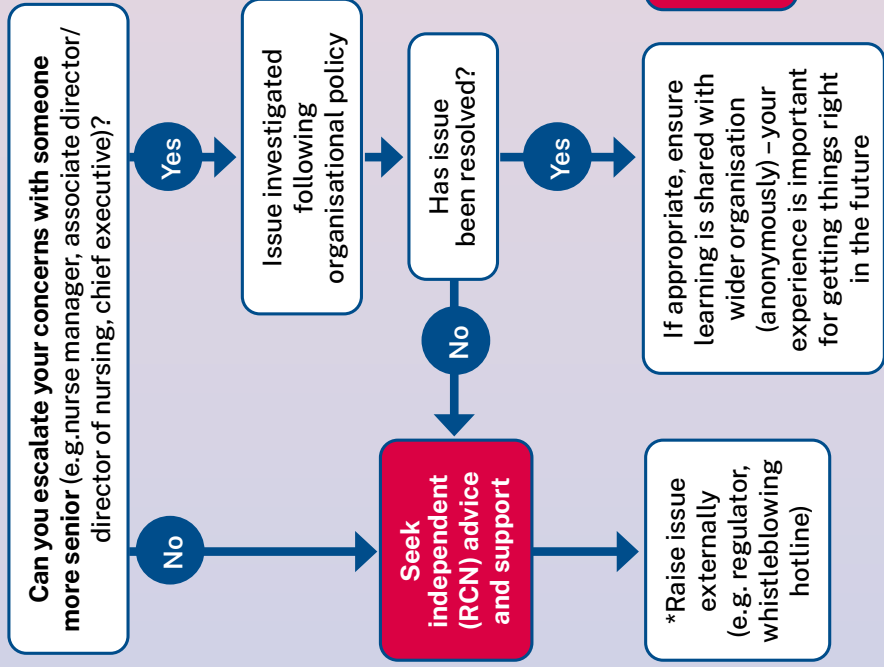 Can you escalate your concerns with someone
more senior (e.g.nurse manager, associate director/
director of nursing, chief executive)?
Yes
No
Issue investigated
following
organisational policy
Has issue
been resolved?
No
Yes
Seek
independent
(RCN) advice
and support
If appropriate, ensure
learning is shared with
wider organisation
(anonymously) –your
experience is important
for getting things right
in the future
*Raise issue
externally
(e.g. regulator,
whistleblowing
hotline)